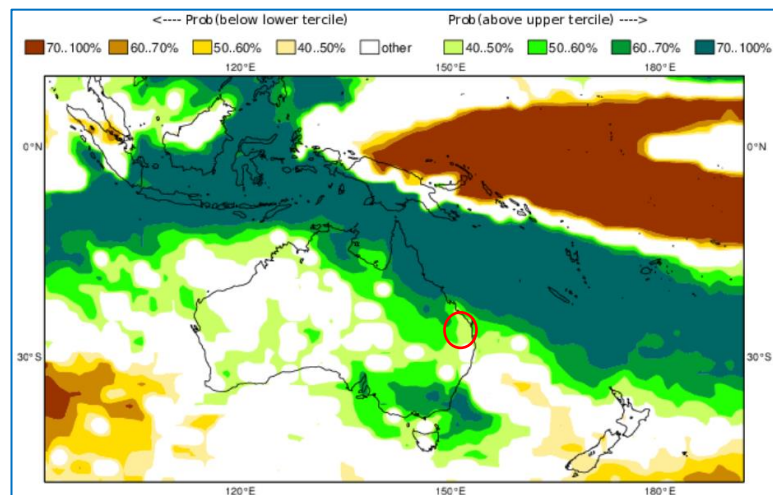 <---- Prob(below lower tercile) Prob(above upper tercile) ---->
70..100% 60..70% 50..60% 40..50% other 40..50% 50..60% 60..70% 70..100%
120°E 150°E 180°E
0°N 0°N
30°S 30°S
120°E 150°E 180°E